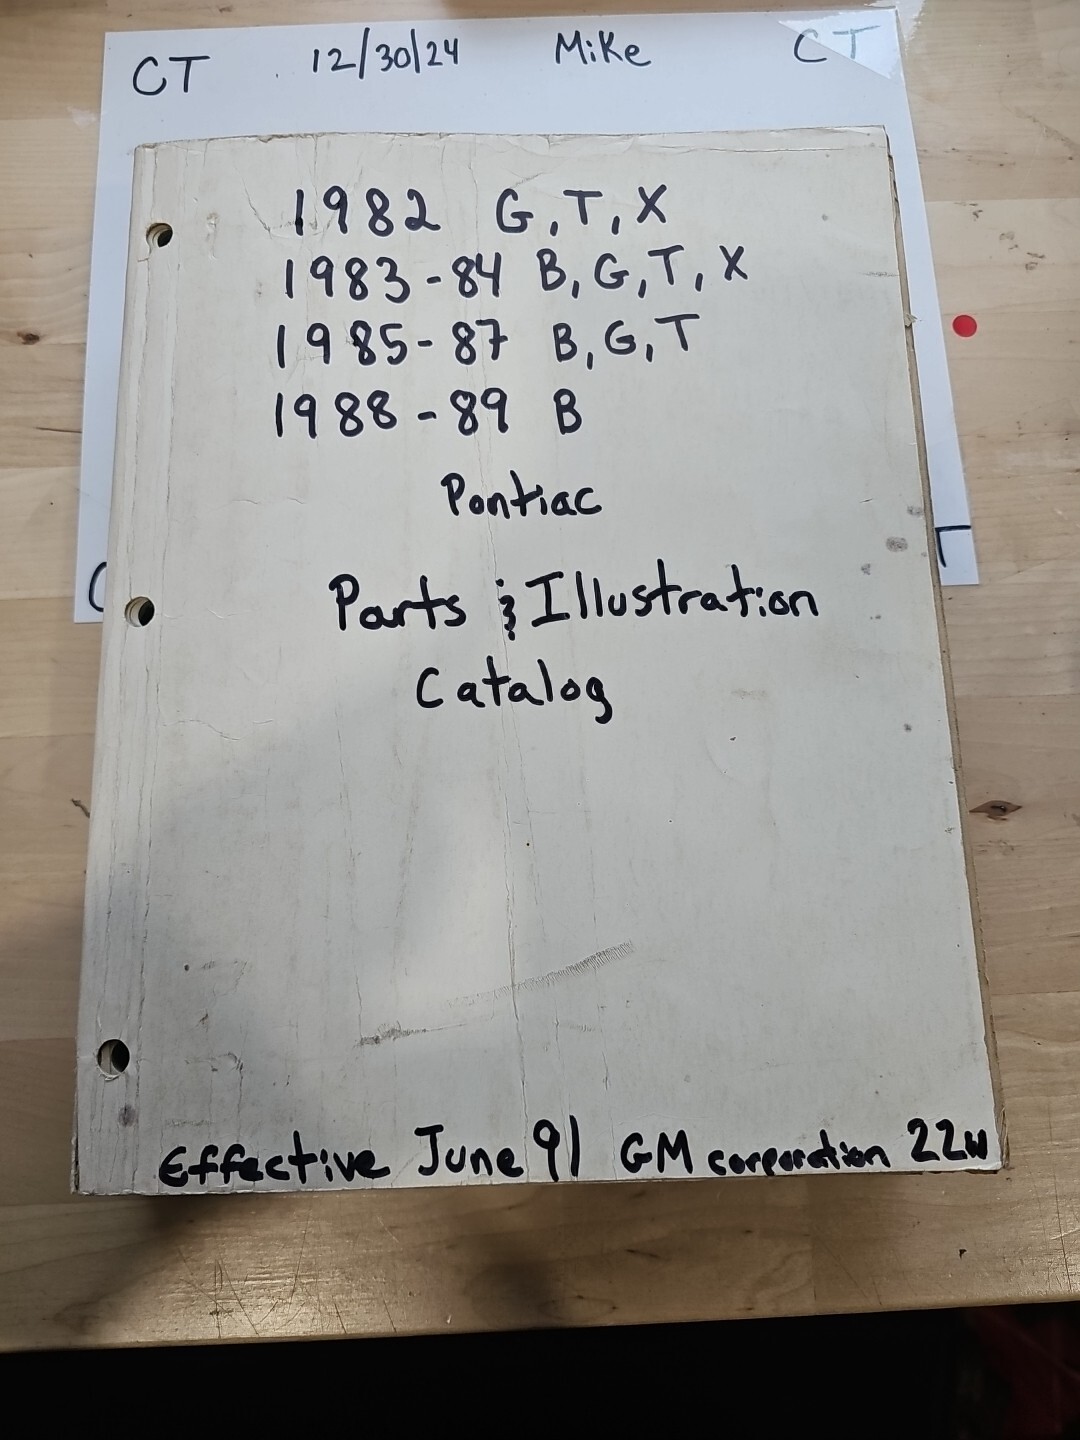 CT 12/30/24 Mike CT
1982 G, T, X
1983-84 B, G, T, X
1985-87 B, G, T
1988-89 B
Pontiac
Parts & Illustration
Catalog
Effective June 91 GM corporation 22W